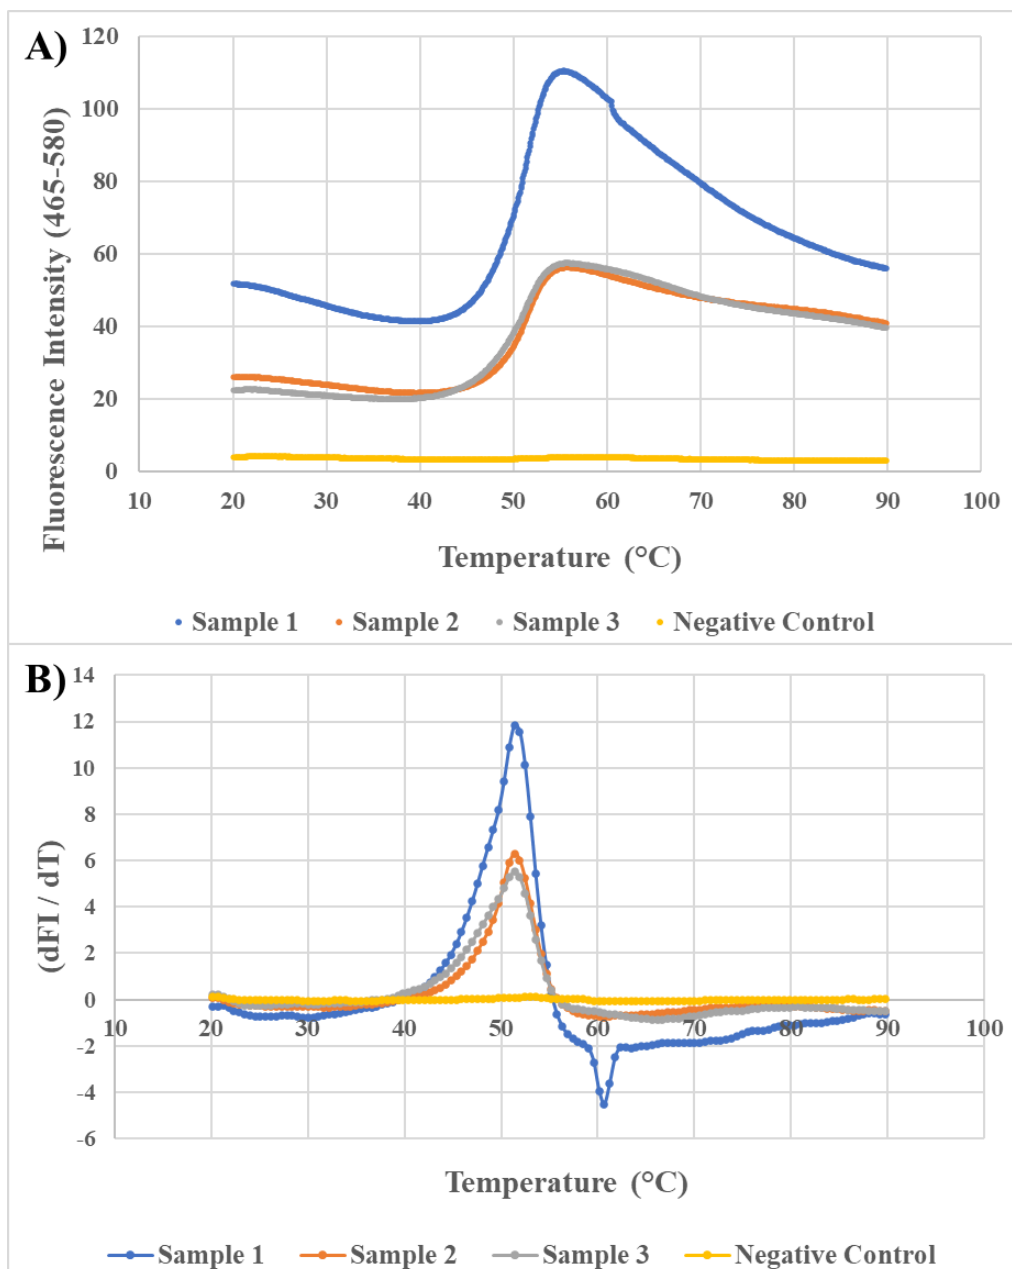 A)
120
100
80
60
40
20
0
Fluorescence Intensity (465-580)
10 20 30 40 50 60 70 80 90 100
Temperature (°C)
Sample 1 Sample 2 Sample 3 Negative Control
B)
14
12
10
8
6
4
2
0
-2
-4
-6
(dFI / dT)
10 20 30 40 50 60 70 80 90 100
Temperature (°C)
Sample 1 Sample 2 Sample 3 Negative Control